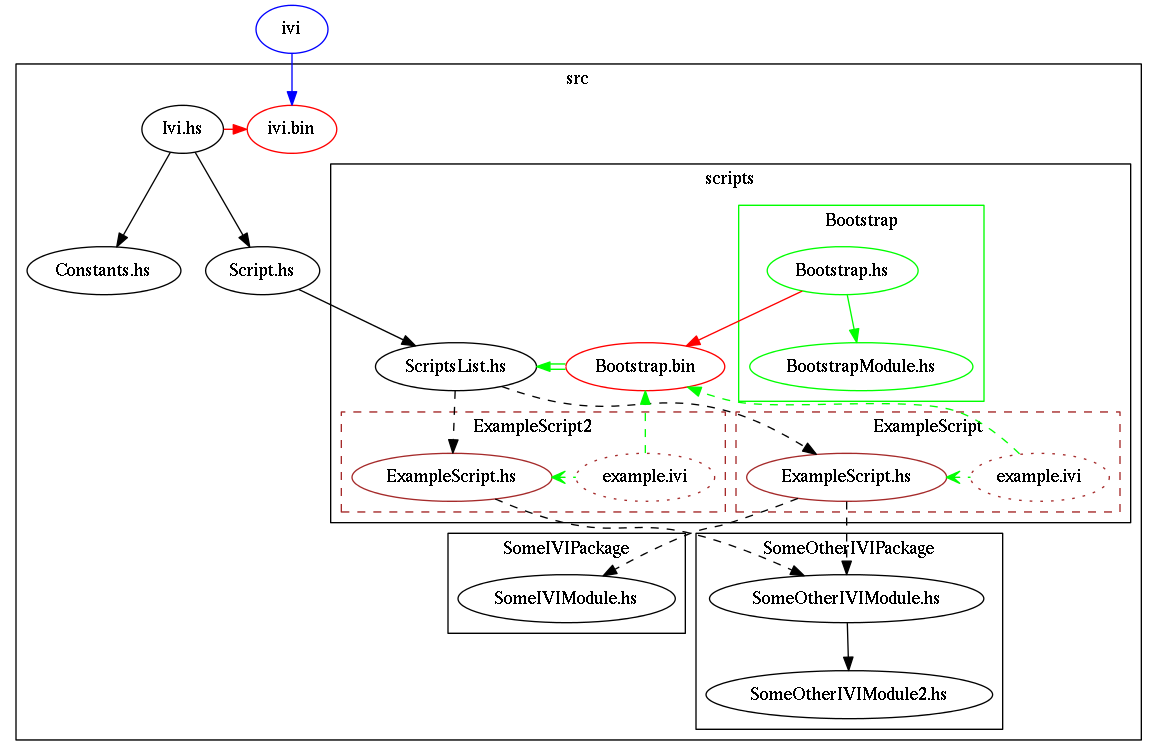 ivi
src
Ivi.hs
ivi.bin
scripts
Bootstrap
Constants.hs
Script.hs
Bootstrap.hs
ScriptsList.hs
Bootstrap.bin
BootstrapModule.hs
ExampleScript2
ExampleScript
ExampleScript.hs
example.ivi
ExampleScript.hs
example.ivi
SomeIVIPackage
SomeOtherIVIPackage
SomeIVIModule.hs
SomeOtherIVIModule.hs
SomeOtherIVIModule2.hs